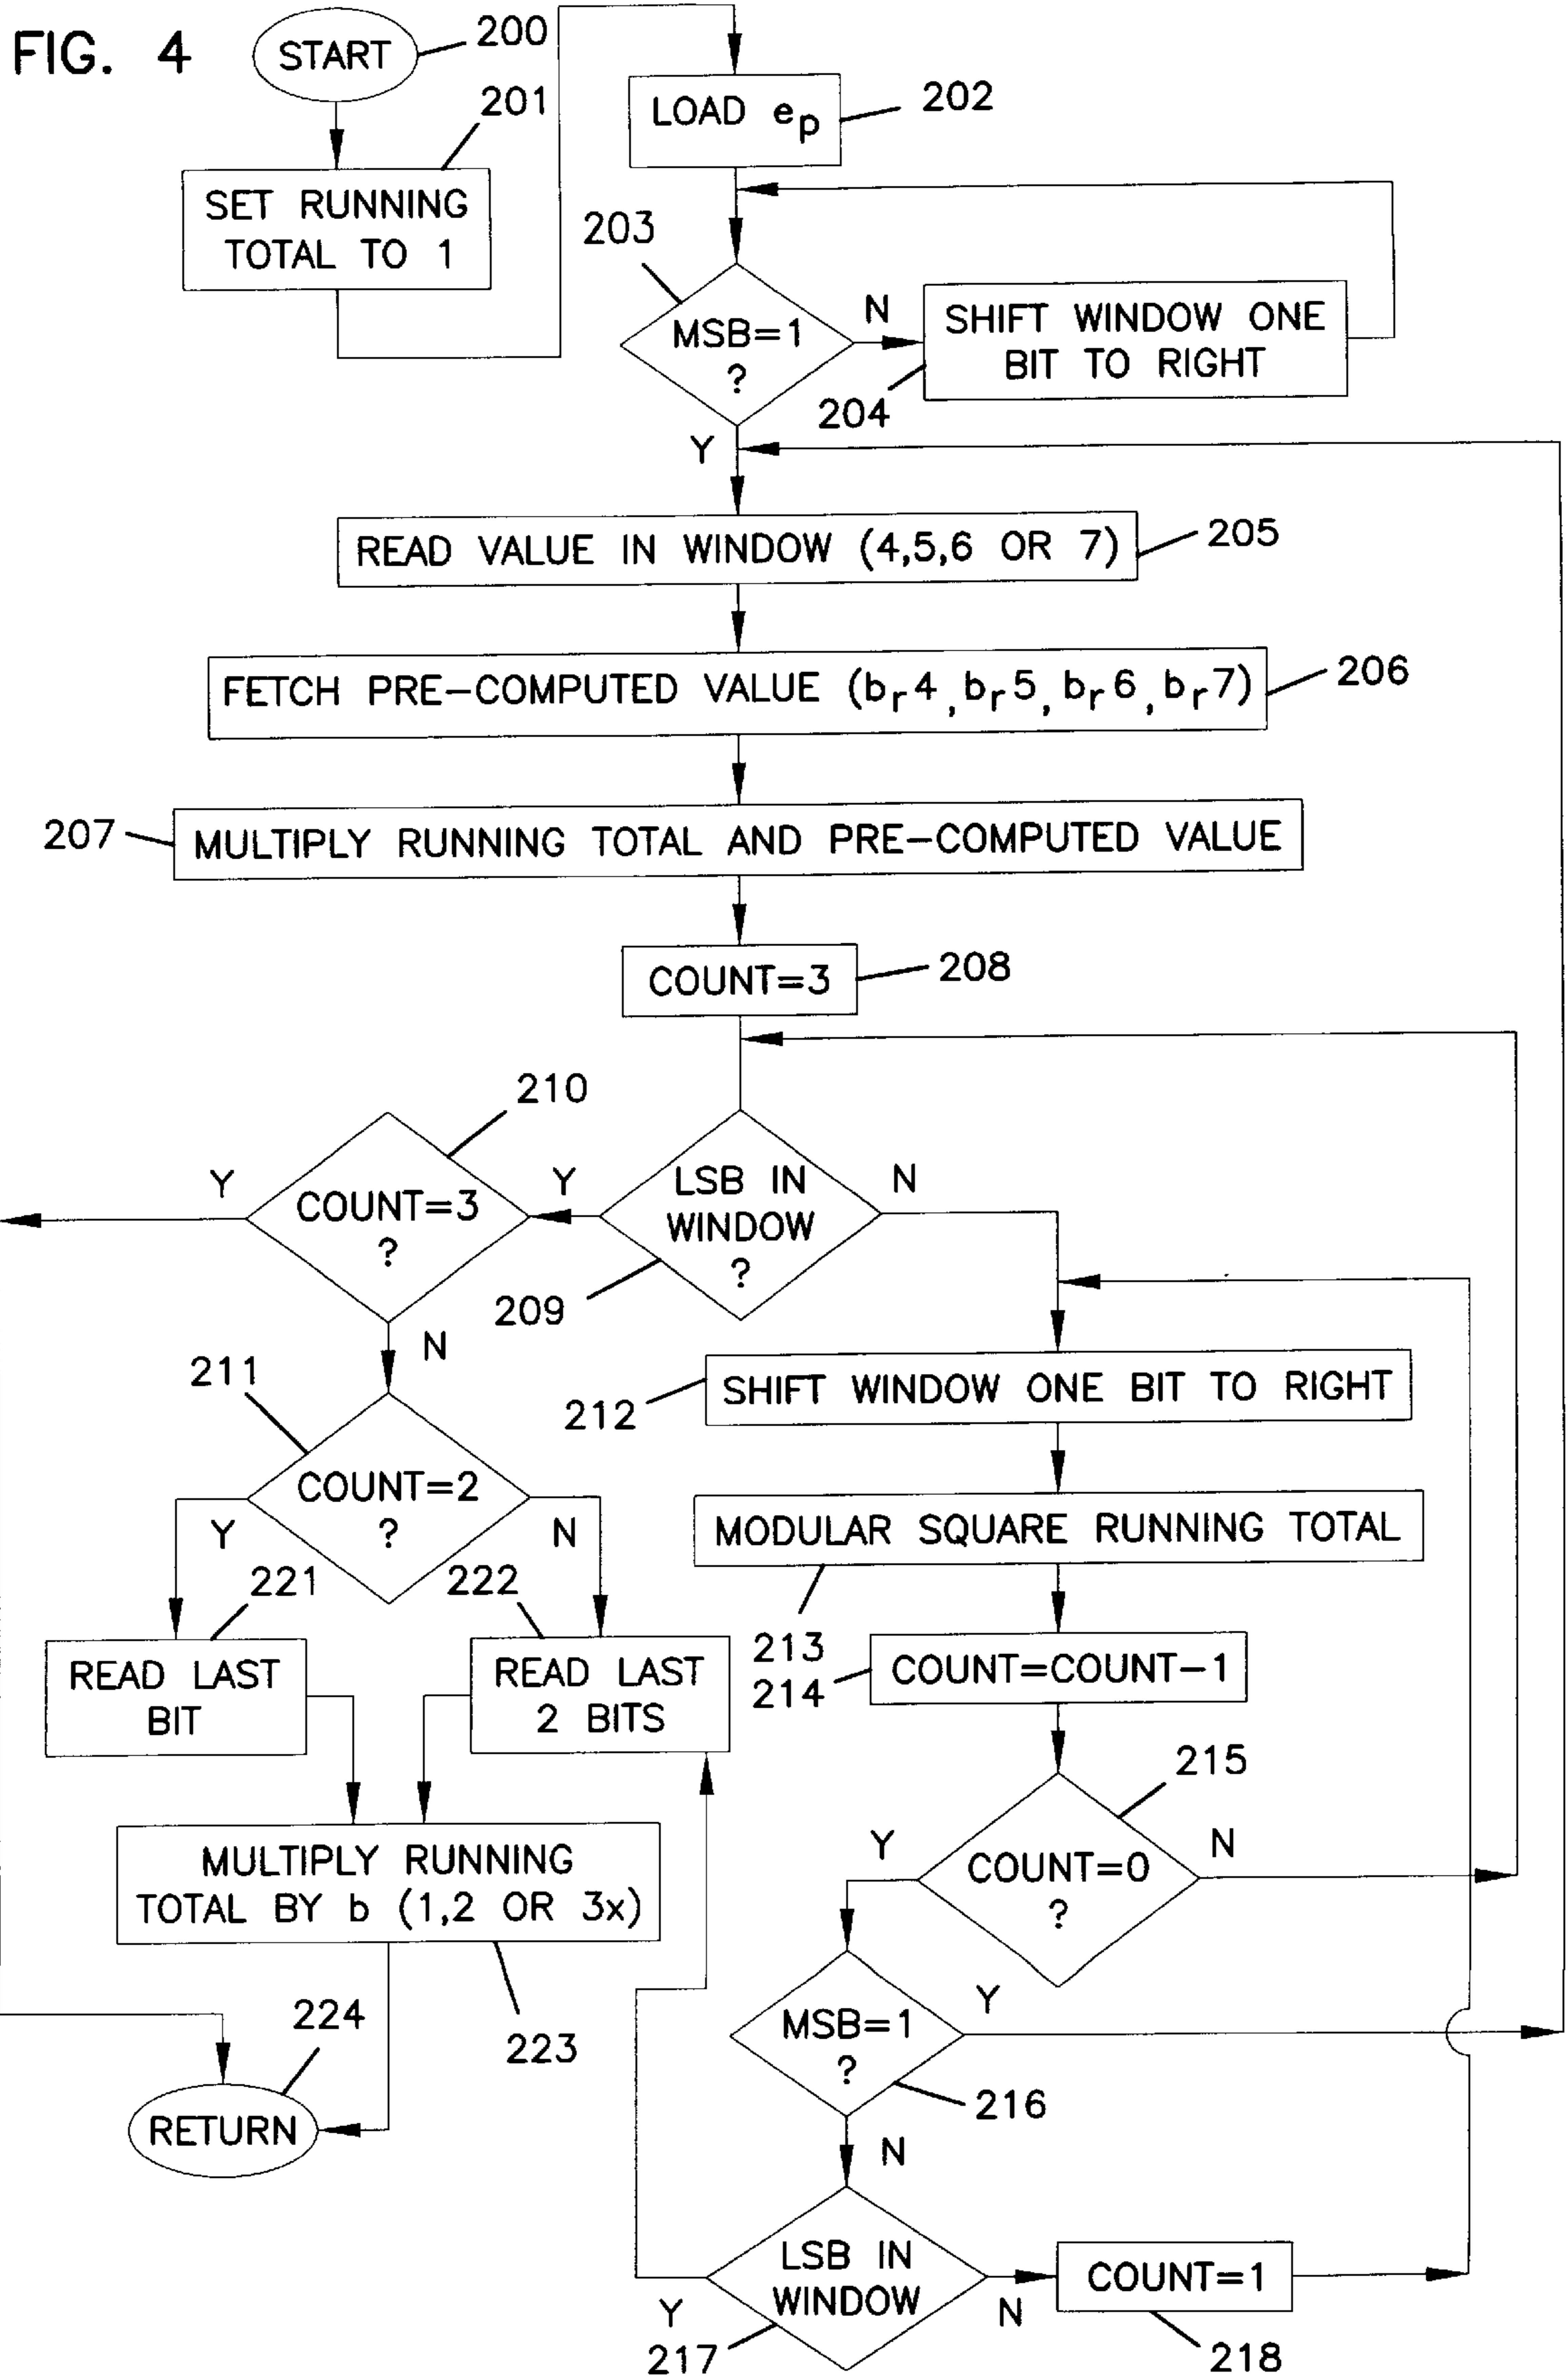 FIG. 4
START
200
201
SET RUNNING
TOTAL TO 1
LOAD eₚ
202
203
MSB=1
?
N
SHIFT WINDOW ONE
BIT TO RIGHT
204
Y
READ VALUE IN WINDOW (4,5,6 OR 7)
205
FETCH PRE-COMPUTED VALUE (bᵣ4,bᵣ5,bᵣ6,bᵣ7)
206
207
MULTIPLY RUNNING TOTAL AND PRE-COMPUTED VALUE
COUNT=3
208
210
Y
COUNT=3
?
Y
LSB IN
WINDOW
?
N
209
N
211
COUNT=2
?
Y
N
212
SHIFT WINDOW ONE BIT TO RIGHT
MODULAR SQUARE RUNNING TOTAL
213
221
222
READ LAST
BIT
READ LAST
2 BITS
214
COUNT=COUNT-1
215
Y
COUNT=0
?
N
MULTIPLY RUNNING
TOTAL BY b (1,2 OR 3x)
223
224
RETURN
MSB=1
?
Y
216
N
LSB IN
WINDOW
Y
217
N
COUNT=1
218